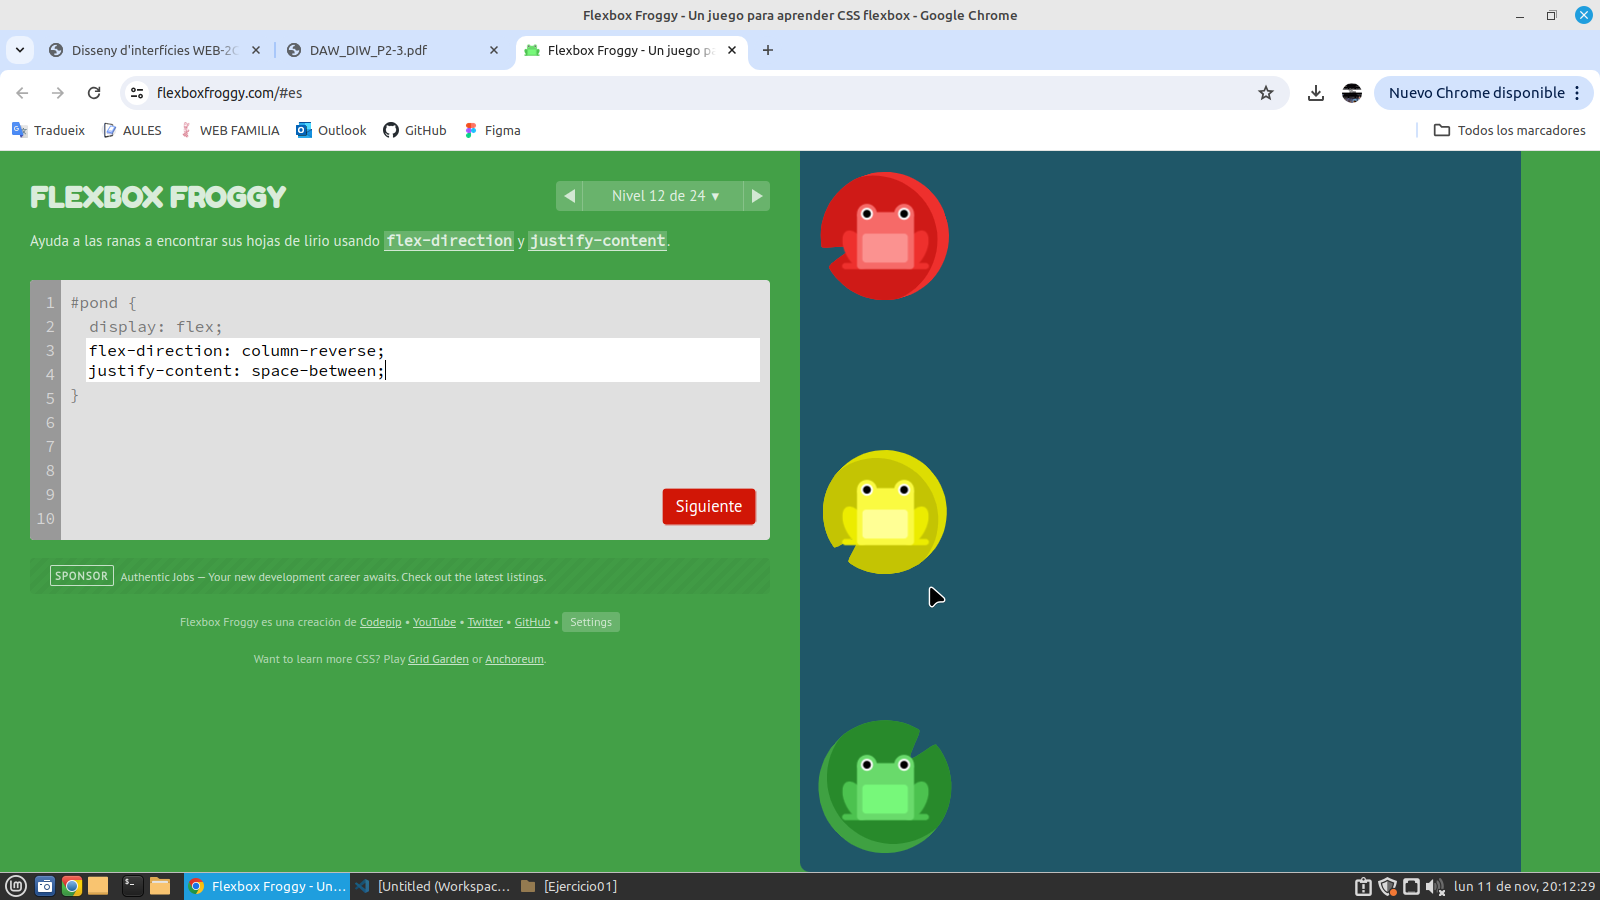 Flexbox Froggy - Un juego para aprender CSS flexbox - Google Chrome
Disseny d'interfícies WEB-2
DAW_DIW_P2-3.pdf
Flexbox Froggy - Un juego p
flexboxfroggy.com/#es
Nuevo Chrome disponible
Tradueix
AULES
WEB FAMILIA
Outlook
GitHub
Figma
Todos los marcadores
FLEXBOX FROGGY
Nivel 12 de 24 ▾
Ayuda a las ranas a encontrar sus hojas de lirio usando flex-direction y justify-content.
1 #pond {
2 display: flex;
3 flex-direction: column-reverse;
4 justify-content: space-between;
5 }
6
7
8
9
10
Siguiente
SPONSOR Authentic Jobs — Your new development career awaits. Check out the latest listings.
Flexbox Froggy es una creación de Codepip • YouTube • Twitter • GitHub • Settings
Want to learn more CSS? Play Grid Garden or Anchoreum.
Flexbox Froggy - Un...
[Untitled (Workspac...
[Ejercicio01]
lun 11 de nov, 20:12:29